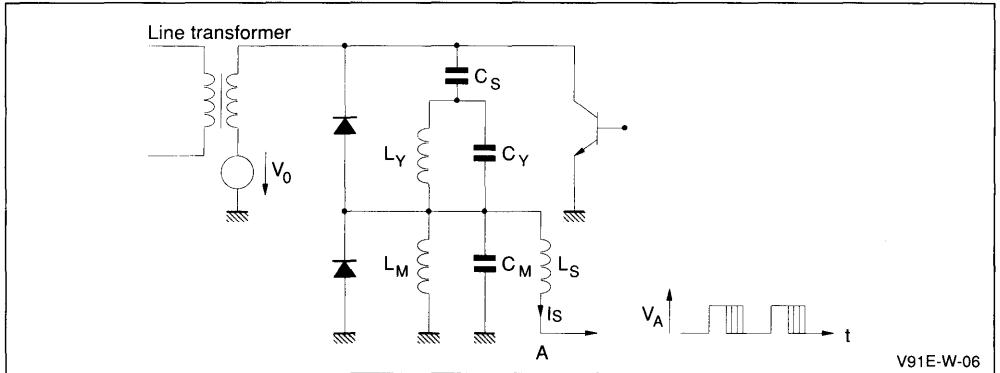 Line transformer
C_S
L_Y
C_Y
V_0
L_M
C_M
L_S
I_S
A
V_A
t
V91E-W-06